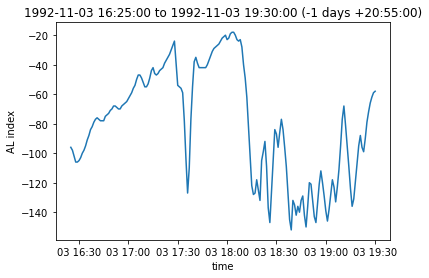 1992-11-03 16:25:00 to 1992-11-03 19:30:00 (-1 days +20:55:00)
−20
−40
−60
−80
−100
−120
−140
AL index
03 16:30 03 17:00 03 17:30 03 18:00 03 18:30 03 19:00 03 19:30
time